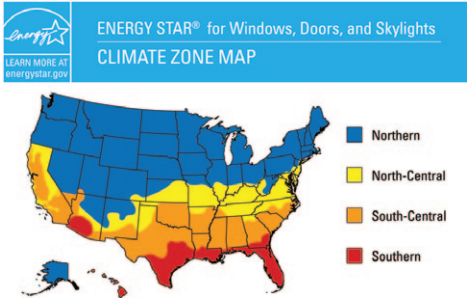 energy
LEARN MORE AT
energystar.gov
ENERGY STAR® for Windows, Doors, and Skylights
CLIMATE ZONE MAP
Northern
North-Central
South-Central
Southern